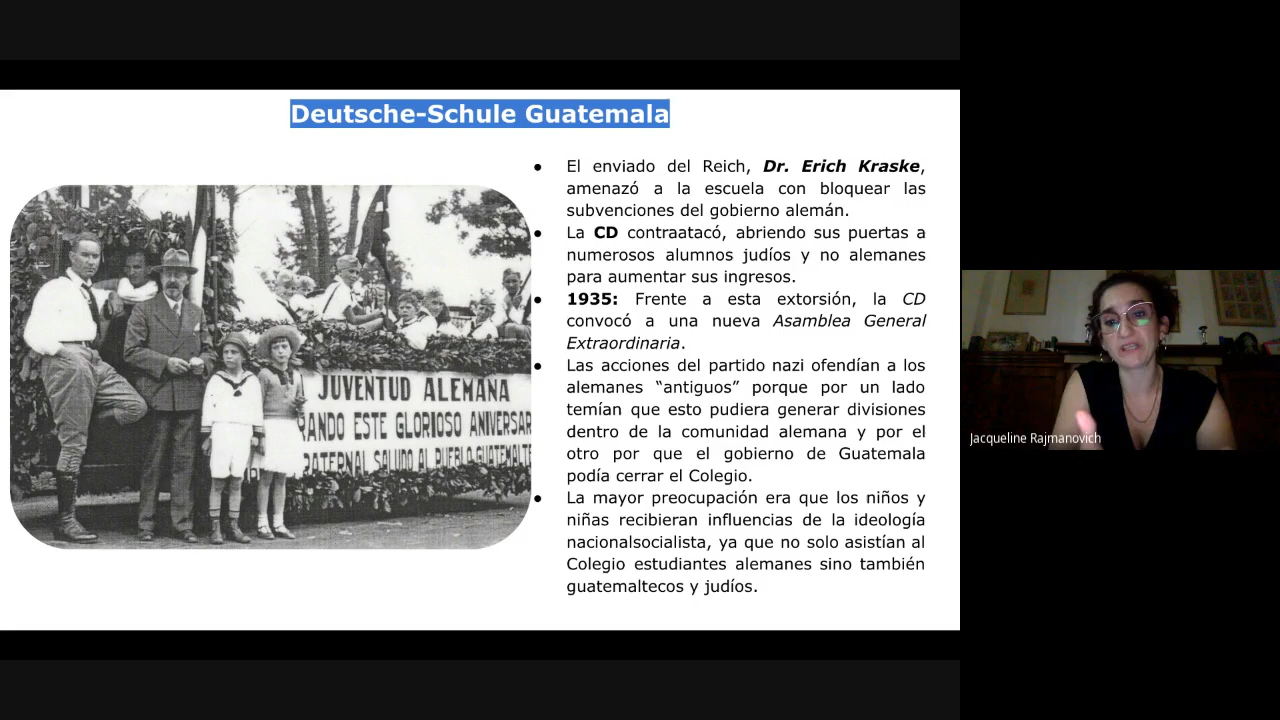 Deutsche-Schule Guatemala
JUVENTUD ALEMANA
RANDO ESTE GLORIOSO ANIVERSAR
RATERNAL SALUDO AL PUEBLO GUATEMALTE
● El enviado del Reich, Dr. Erich Kraske,
amenazó a la escuela con bloquear las
subvenciones del gobierno alemán.
● La CD contraatacó, abriendo sus puertas a
numerosos alumnos judíos y no alemanes
para aumentar sus ingresos.
● 1935: Frente a esta extorsión, la CD
convocó a una nueva Asamblea General
Extraordinaria.
● Las acciones del partido nazi ofendían a los
alemanes “antiguos” porque por un lado
temían que esto pudiera generar divisiones
dentro de la comunidad alemana y por el
otro por que el gobierno de Guatemala
podía cerrar el Colegio.
● La mayor preocupación era que los niños y
niñas recibieran influencias de la ideología
nacionalsocialista, ya que no solo asistían al
Colegio estudiantes alemanes sino también
guatemaltecos y judíos.
Jacqueline Rajmanovich